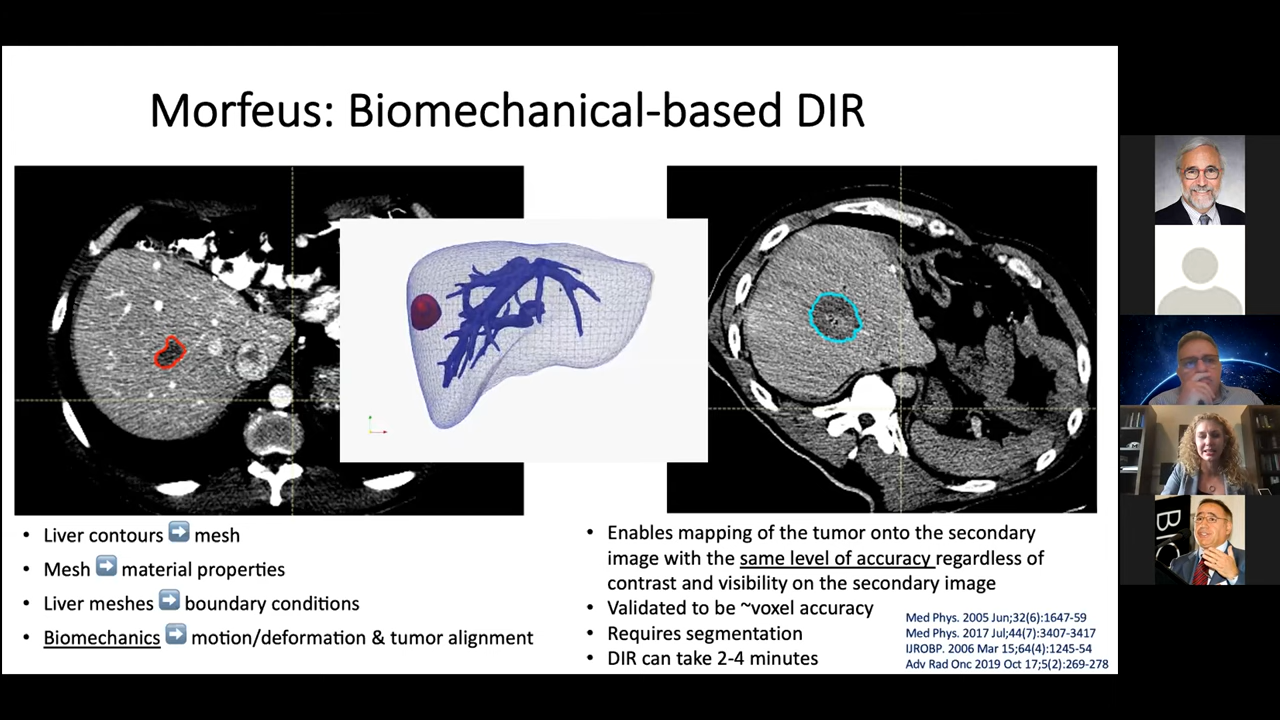 Morfeus: Biomechanical-based DIR
• Liver contours ➡ mesh
• Mesh ➡ material properties
• Liver meshes ➡ boundary conditions
• Biomechanics ➡ motion/deformation & tumor alignment
• Enables mapping of the tumor onto the secondary
image with the same level of accuracy regardless of
contrast and visibility on the secondary image
• Validated to be ~voxel accuracy
• Requires segmentation
• DIR can take 2-4 minutes
Med Phys. 2005 Jun;32(6):1647-59
Med Phys. 2017 Jul;44(7):3407-3417
IJROBP. 2006 Mar 15;64(4):1245-54
Adv Rad Onc 2019 Oct 17;5(2):269-278